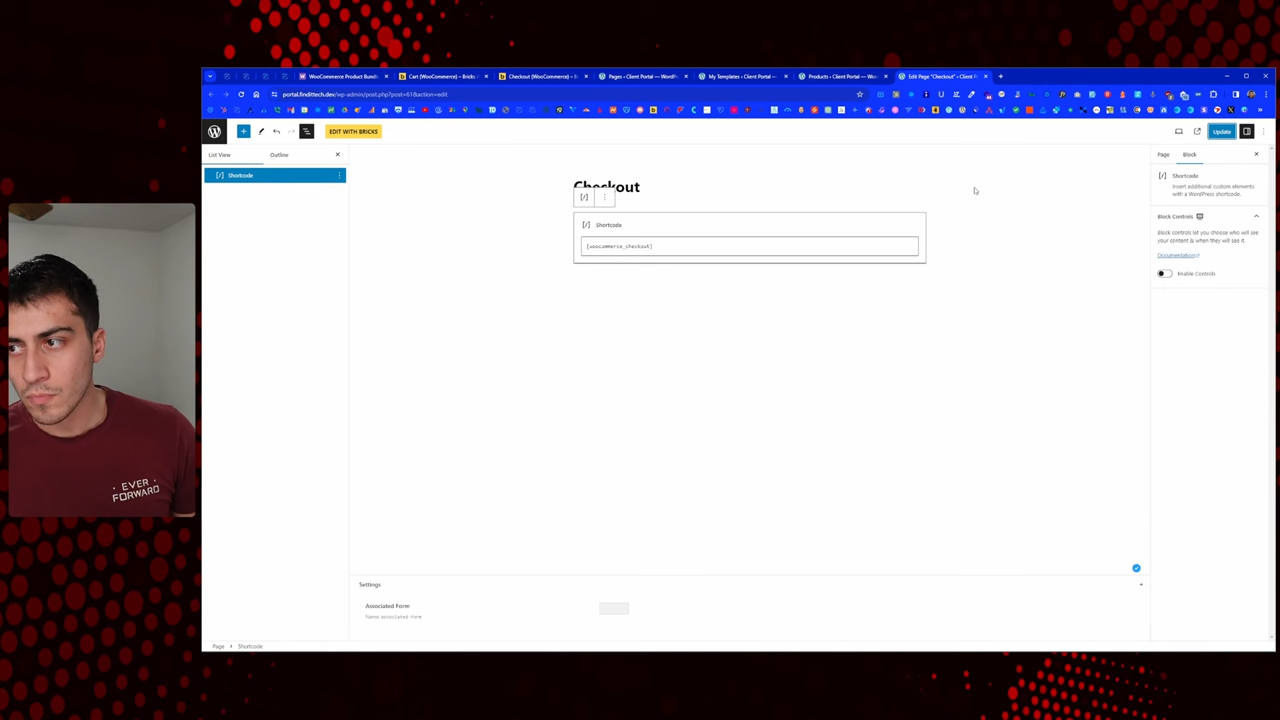 WooCommerce Product Bund
Cart (WooCommerce) – Bricks
Checkout (WooCommerce) – B
Pages ‹ Client Portal — WordPr
My Templates ‹ Client Portal —
Products ‹ Client Portal — Wo
Edit Page "Checkout" ‹ Client P
portal.findittech.dev/wp-admin/post.php?post=61&action=edit
EDIT WITH BRICKS
Update
List View
Outline
Page
Block
[/] Shortcode
Checkout
[/] Shortcode
Insert additional custom elements
with a WordPress shortcode.
[/]
[/] Shortcode
[woocommerce_checkout]
Block Controls
Block controls let you choose who will see
your content & when they will see it.
Documentation
Enable Controls
Settings
Associated Form
Name associated form
Page > Shortcode
· EVER
FORWARD ·